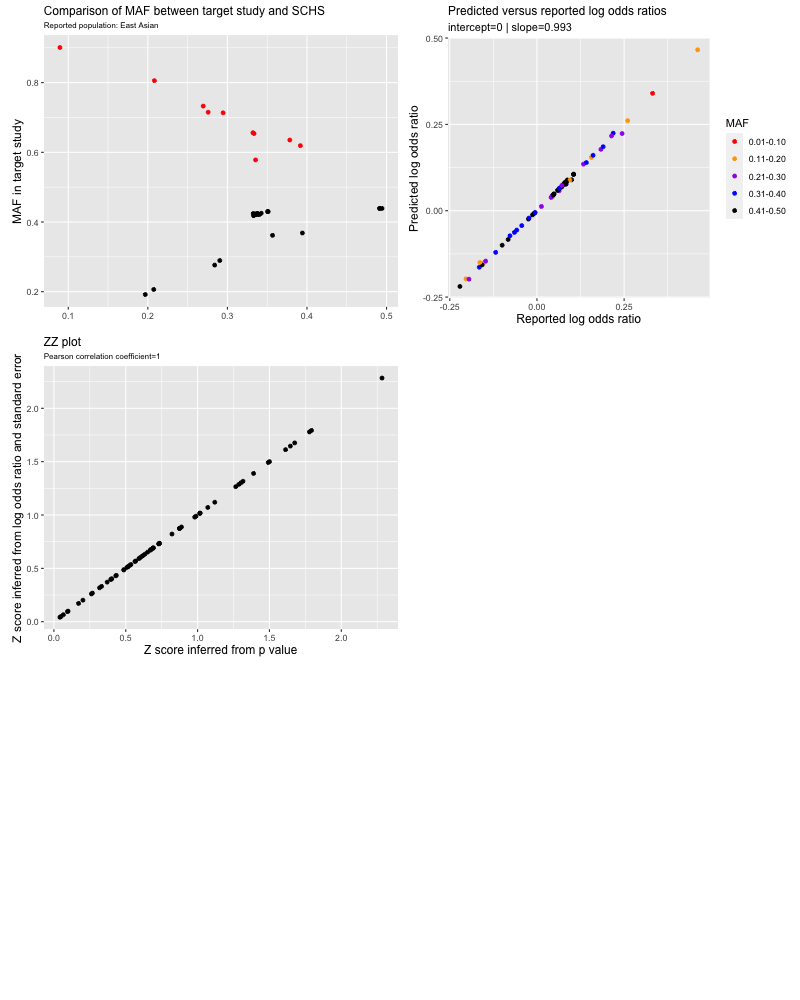 Comparison of MAF between target study and SCHS
Reported population: East Asian
MAF in target study
0.8
0.6
0.4
0.2
0.1
0.2
0.3
0.4
0.5
Predicted versus reported log odds ratios
intercept=0 | slope=0.993
Predicted log odds ratio
0.50
0.25
0.00
-0.25
-0.25
0.00
0.25
Reported log odds ratio
MAF
0.01-0.10
0.11-0.20
0.21-0.30
0.31-0.40
0.41-0.50
ZZ plot
Pearson correlation coefficient=1
Z score inferred from log odds ratio and standard error
2.0
1.5
1.0
0.5
0.0
0.0
0.5
1.0
1.5
2.0
Z score inferred from p value